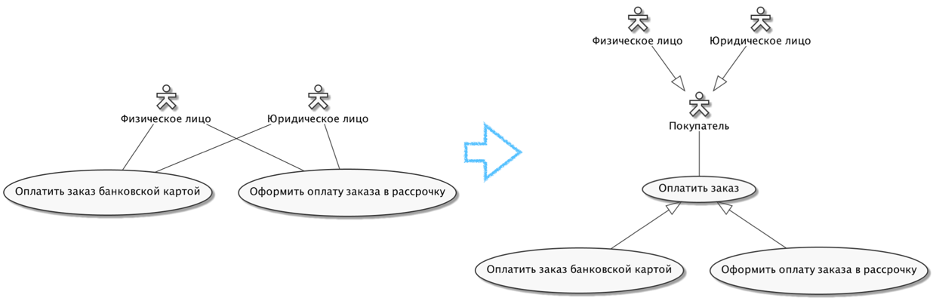 Физическое лицо
Юридическое лицо
Оплатить заказ банковской картой
Оформить оплату заказа в рассрочку
Физическое лицо
Юридическое лицо
Покупатель
Оплатить заказ
Оплатить заказ банковской картой
Оформить оплату заказа в рассрочку